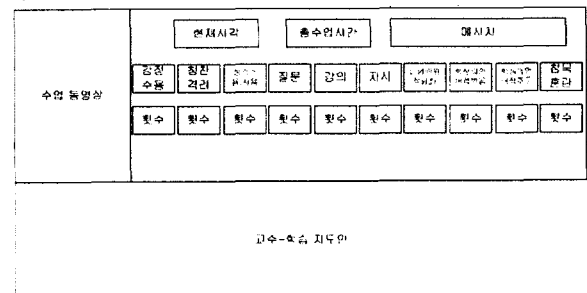 현재시각 총수업시간 메시지
감정 수용 칭찬 격려 질문 강의 지시 침묵 혼란
수업 동영상
횟수 횟수 횟수 횟수 횟수 횟수 횟수 횟수 횟수 횟수
교수-학습 지도안